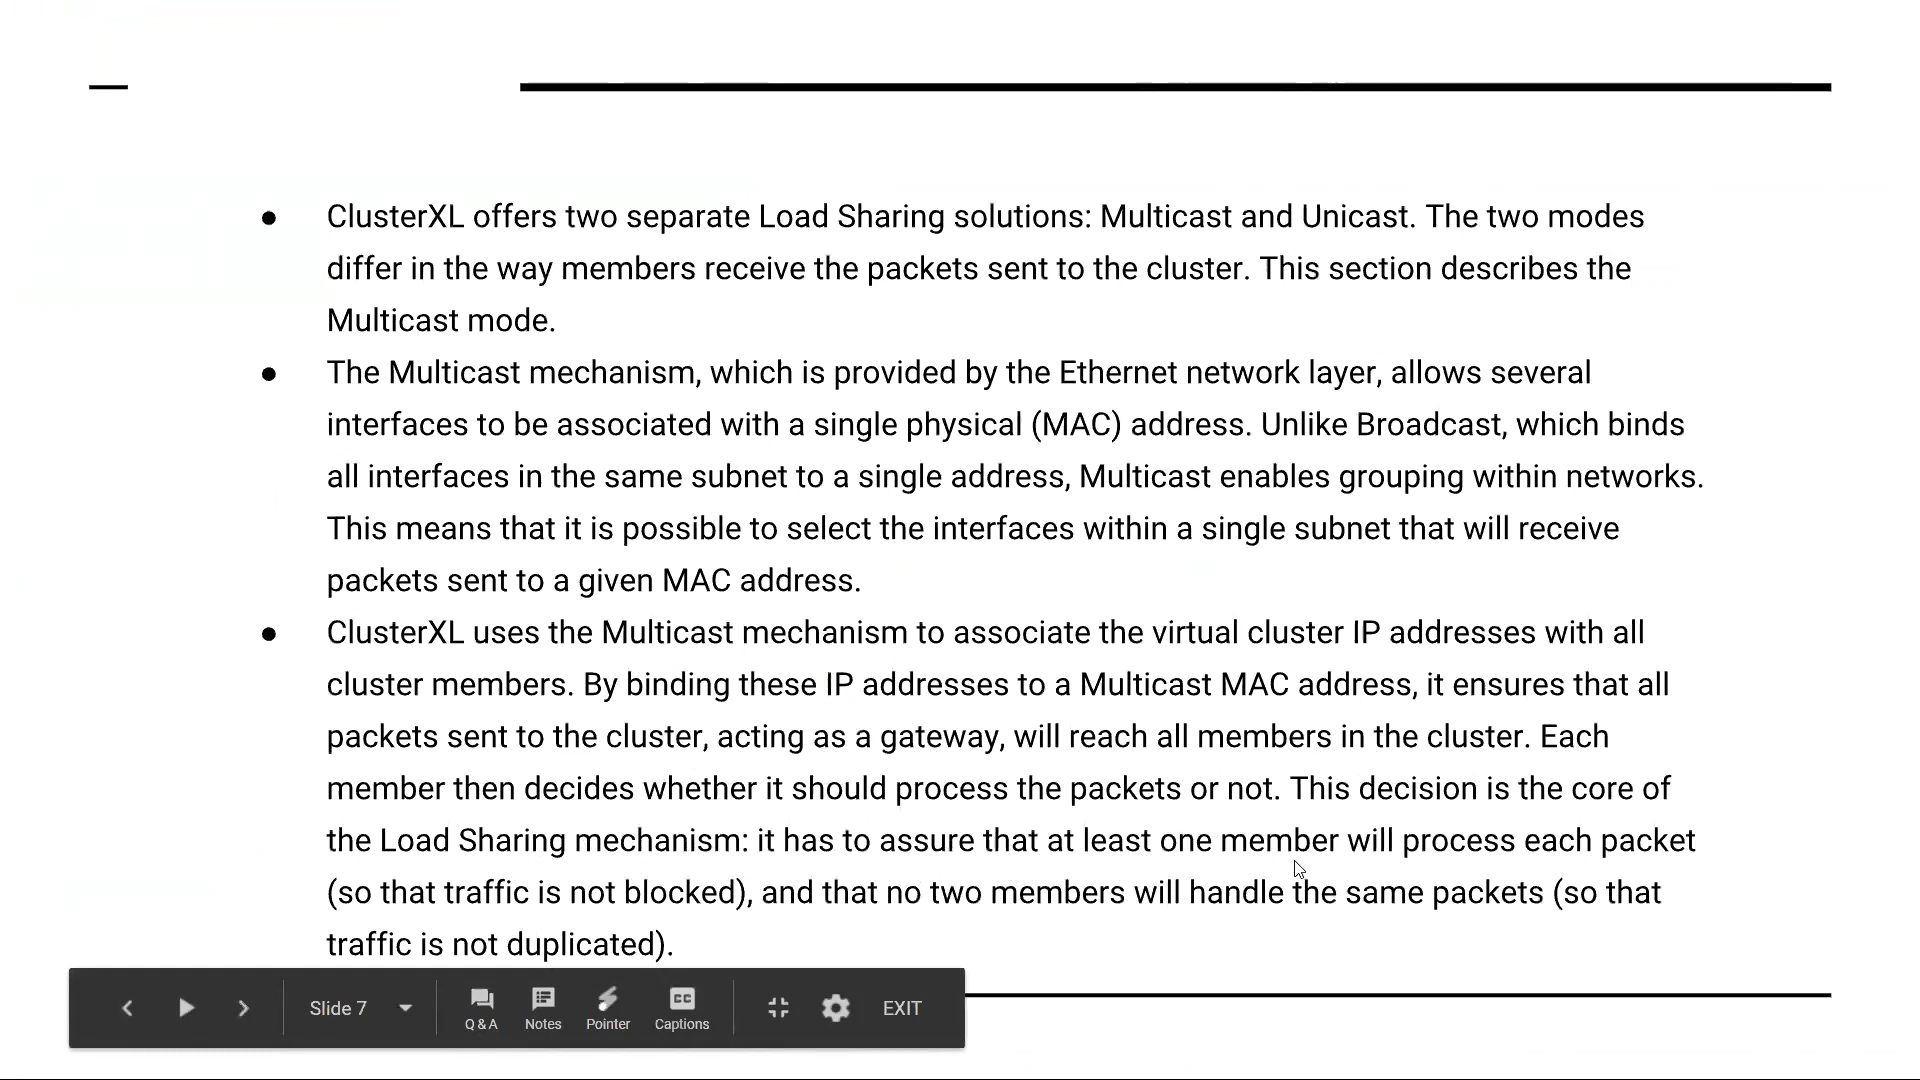 ● ClusterXL offers two separate Load Sharing solutions: Multicast and Unicast. The two modes
differ in the way members receive the packets sent to the cluster. This section describes the
Multicast mode.
● The Multicast mechanism, which is provided by the Ethernet network layer, allows several
interfaces to be associated with a single physical (MAC) address. Unlike Broadcast, which binds
all interfaces in the same subnet to a single address, Multicast enables grouping within networks.
This means that it is possible to select the interfaces within a single subnet that will receive
packets sent to a given MAC address.
● ClusterXL uses the Multicast mechanism to associate the virtual cluster IP addresses with all
cluster members. By binding these IP addresses to a Multicast MAC address, it ensures that all
packets sent to the cluster, acting as a gateway, will reach all members in the cluster. Each
member then decides whether it should process the packets or not. This decision is the core of
the Load Sharing mechanism: it has to assure that at least one member will process each packet
(so that traffic is not blocked), and that no two members will handle the same packets (so that
traffic is not duplicated).
Slide 7
Q & A
Notes
Pointer
CC
Captions
EXIT